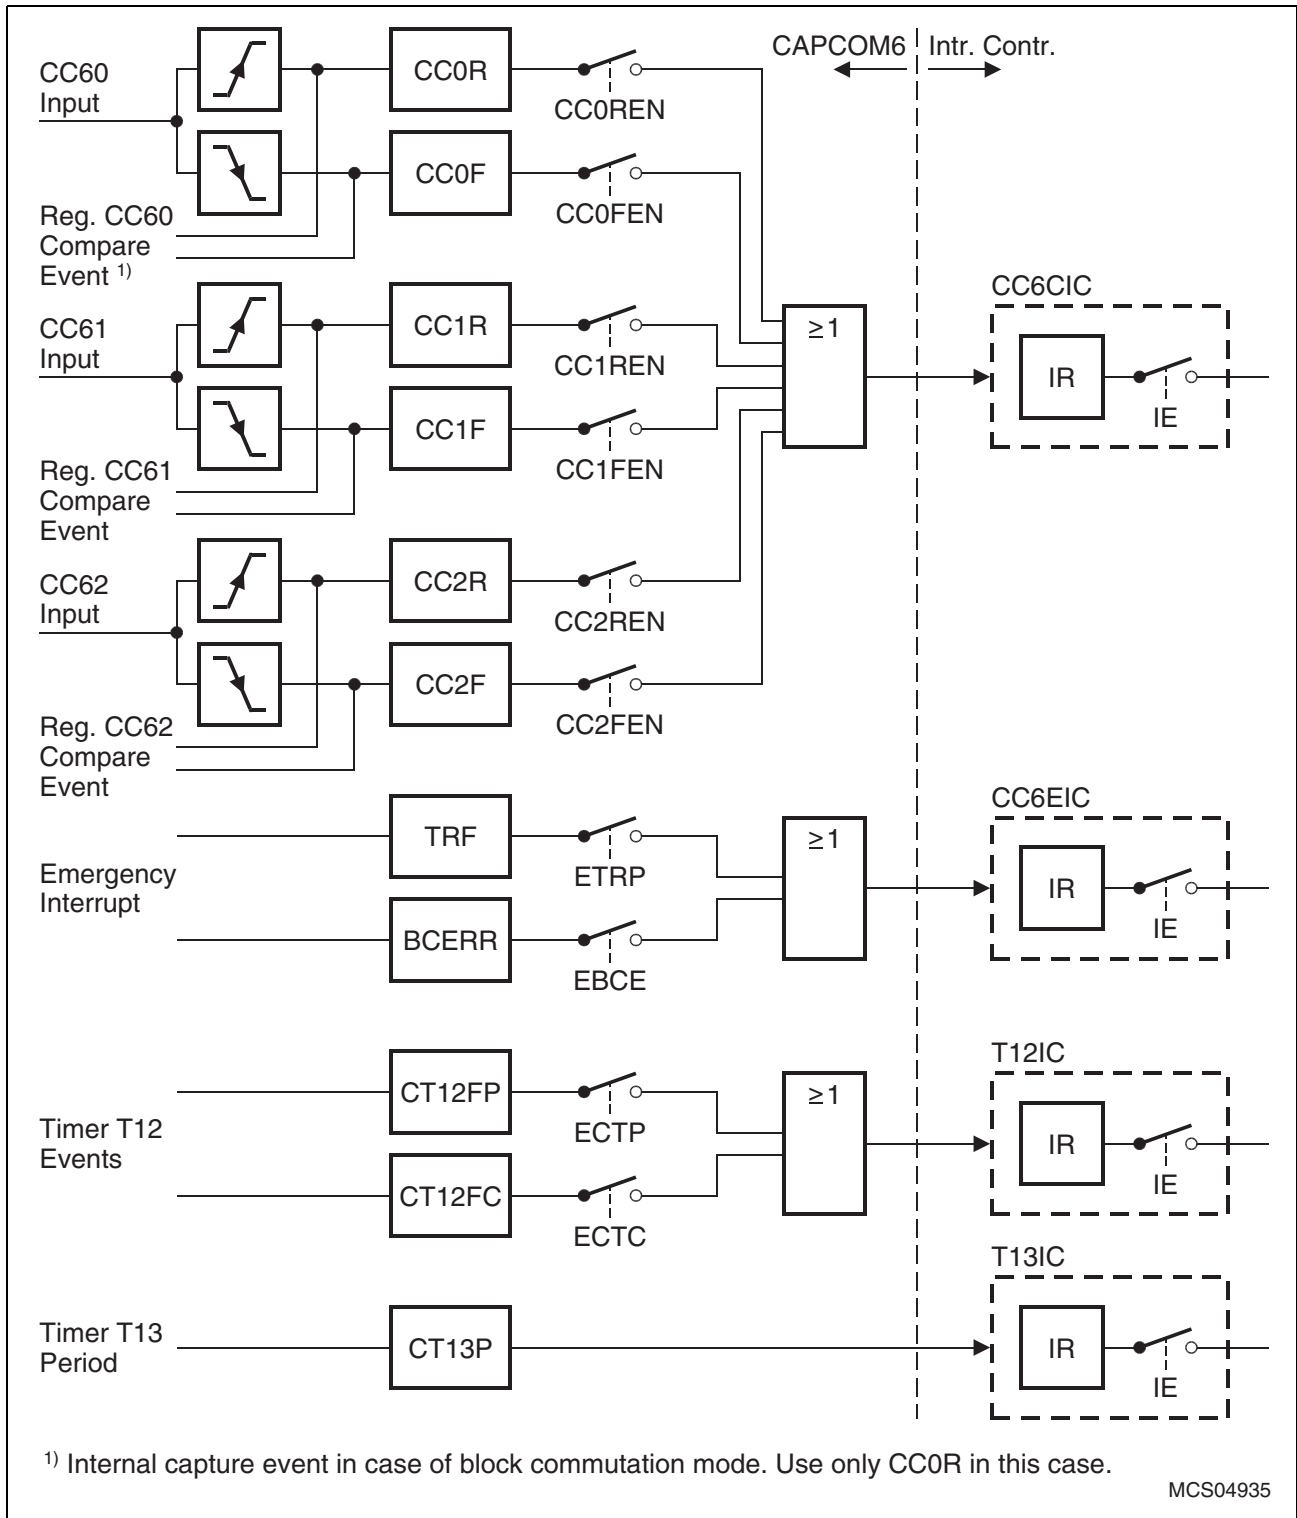 CAPCOM6 Intr. Contr.
CC60
Input
CC0R
CC0REN
CC0F
CC0FEN
Reg. CC60
Compare
Event 1)
CC61
Input
CC1R
CC1REN
CC1F
CC1FEN
Reg. CC61
Compare
Event
CC62
Input
CC2R
CC2REN
CC2F
CC2FEN
Reg. CC62
Compare
Event
≥1
CC6CIC
IR
IE
Emergency
Interrupt
TRF
ETRP
BCERR
EBCE
≥1
CC6EIC
IR
IE
Timer T12
Events
CT12FP
ECTP
CT12FC
ECTC
≥1
T12IC
IR
IE
Timer T13
Period
CT13P
T13IC
IR
IE
1) Internal capture event in case of block commutation mode. Use only CC0R in this case.
MCS04935